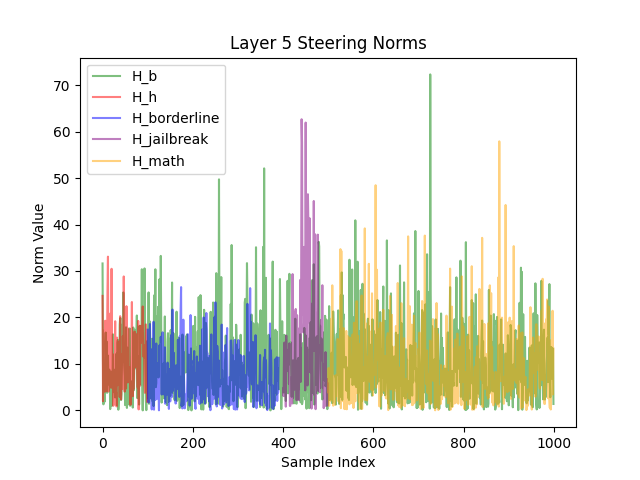 Layer 5 Steering Norms
H_b
H_h
H_borderline
H_jailbreak
H_math
Norm Value
70
60
50
40
30
20
10
0
0 200 400 600 800 1000
Sample Index